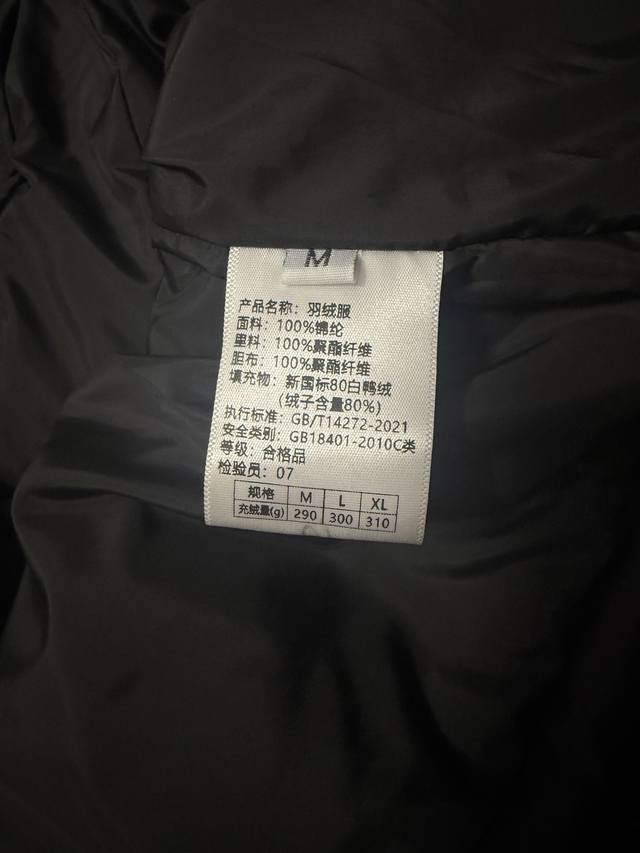 M
产品名称：羽绒服
面料：100%锦纶
里料：100%聚酯纤维
胆布：100%聚酯纤维
填充物：新国标80白鸭绒
(绒子含量80%)
执行标准：GB/T14272-2021
安全类别：GB18401-2010C类
等级：合格品
检验员：07
规格 M L XL
充绒量(g) 290 300 310